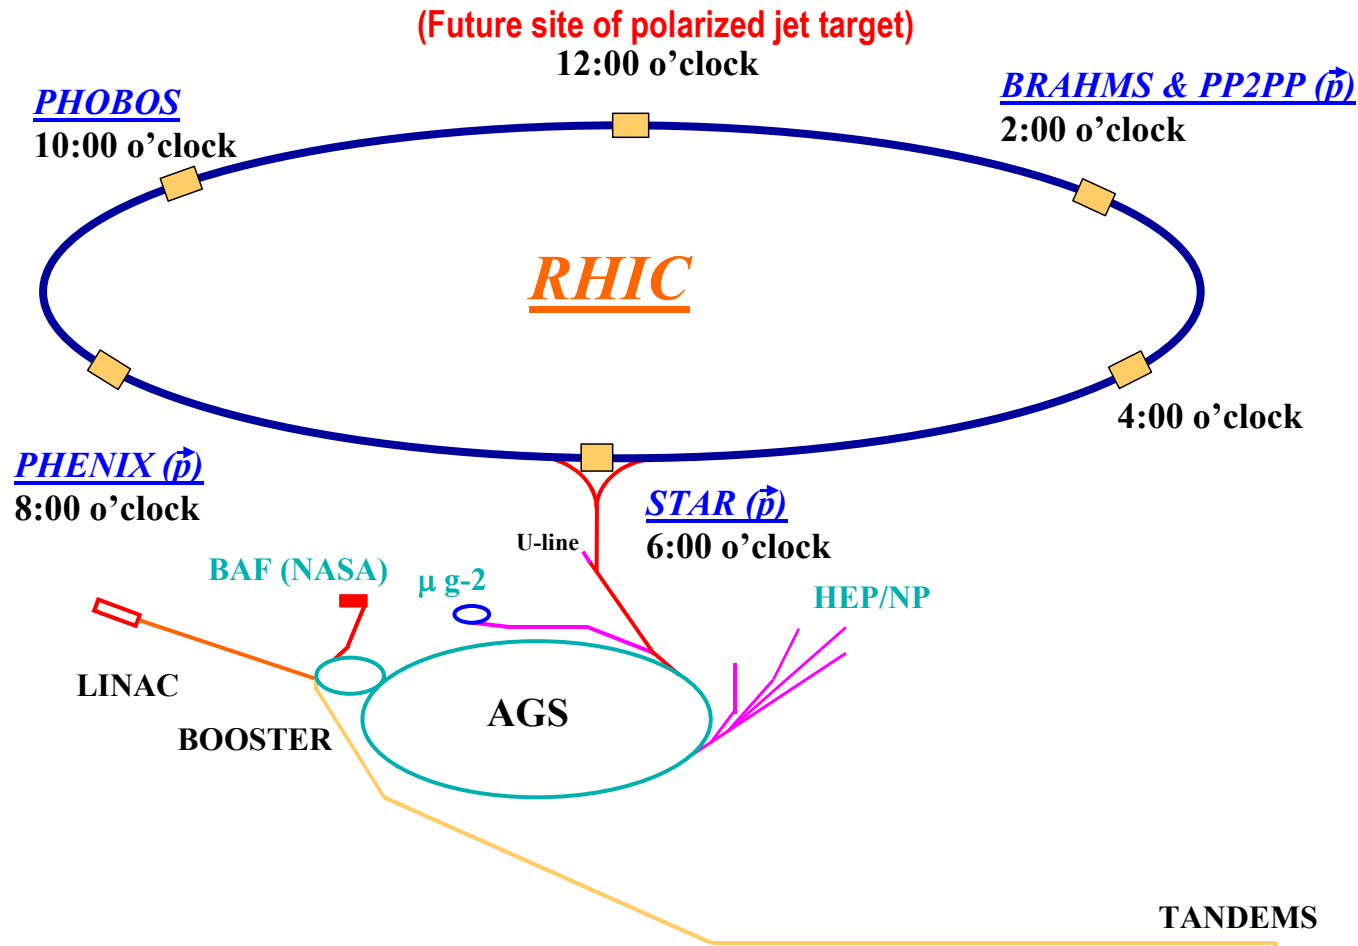 (Future site of polarized jet target)
12:00 o’clock
PHOBOS
10:00 o’clock
BRAHMS & PP2PP (p⃗)
2:00 o’clock
RHIC
4:00 o’clock
PHENIX (p⃗)
8:00 o’clock
STAR (p⃗)
6:00 o’clock
U-line
BAF (NASA)
μ g-2
HEP/NP
LINAC
BOOSTER
AGS
TANDEMS